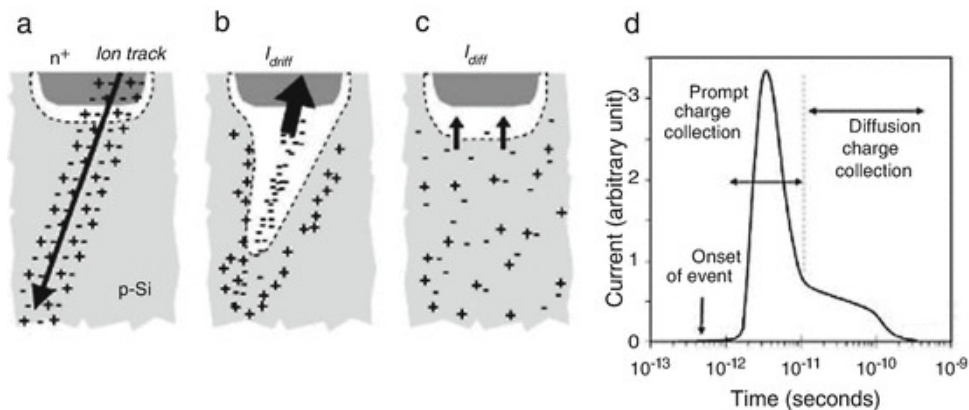 a
n+ Ion track
p-Si
b
Idriff
c
Idiff
d
Prompt
charge
collection
Diffusion
charge
collection
Onset
of event
Current (arbitrary unit)
3
2
1
0
10-13 10-12 10-11 10-10 10-9
Time (seconds)